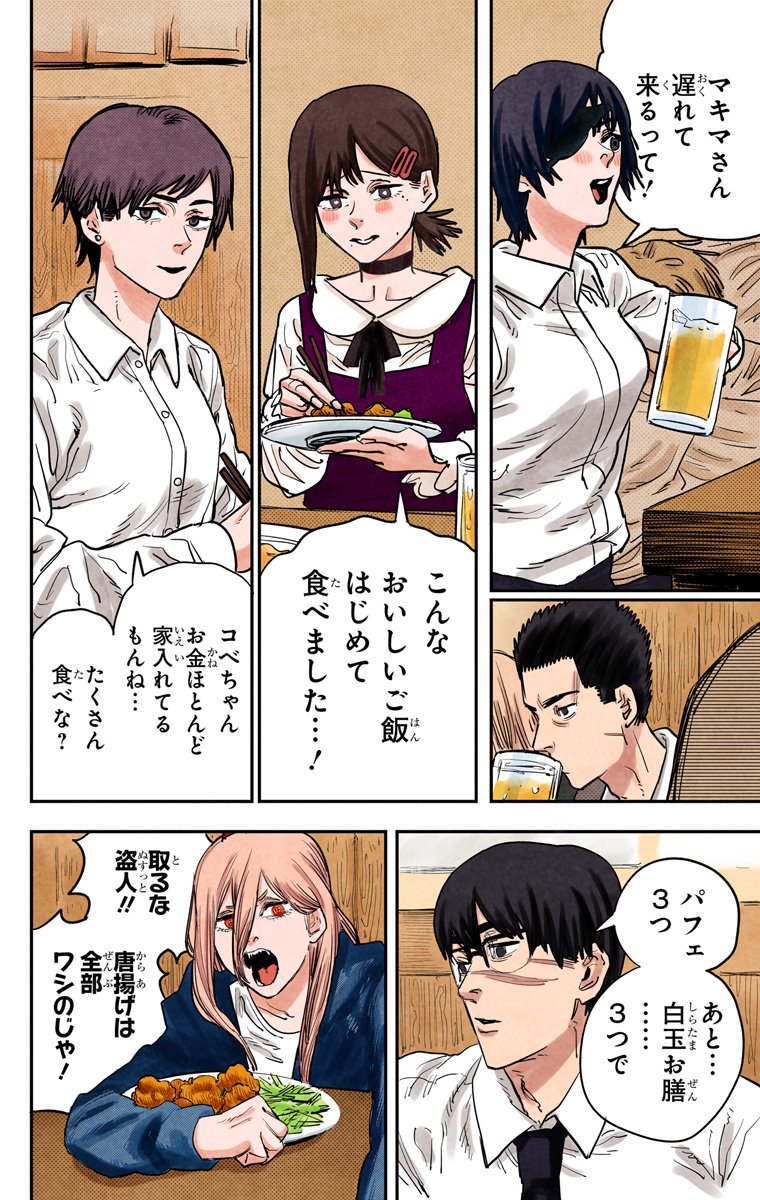 マキマさん
遅れて
来るって！
こんな
おいしいご飯
はじめて
食べました…！
コベちゃん
お金ほとんど
家入れてる
もんね…
たくさん
食べな？
パフェ
３つ
あと…
白玉お膳
……
３つで
取るな
盗人!!
唐揚げは
全部
ワシのじゃ！